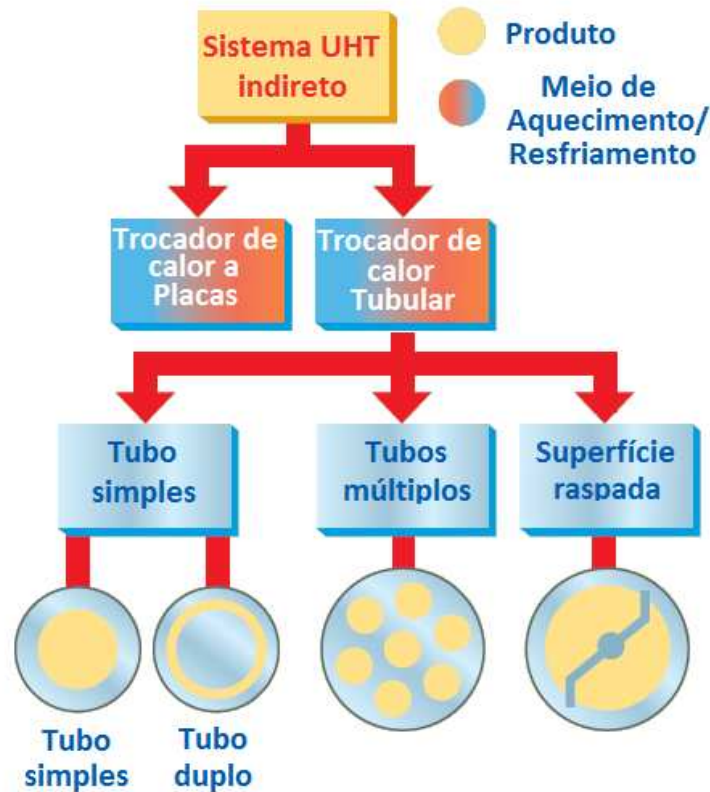 Sistema UHT
indireto
Produto
Meio de
Aquecimento/
Resfriamento
Trocador de
calor a
Placas
Trocador de
calor
Tubular
Tubo
simples
Tubos
múltiplos
Superfície
raspada
Tubo
simples
Tubo
duplo